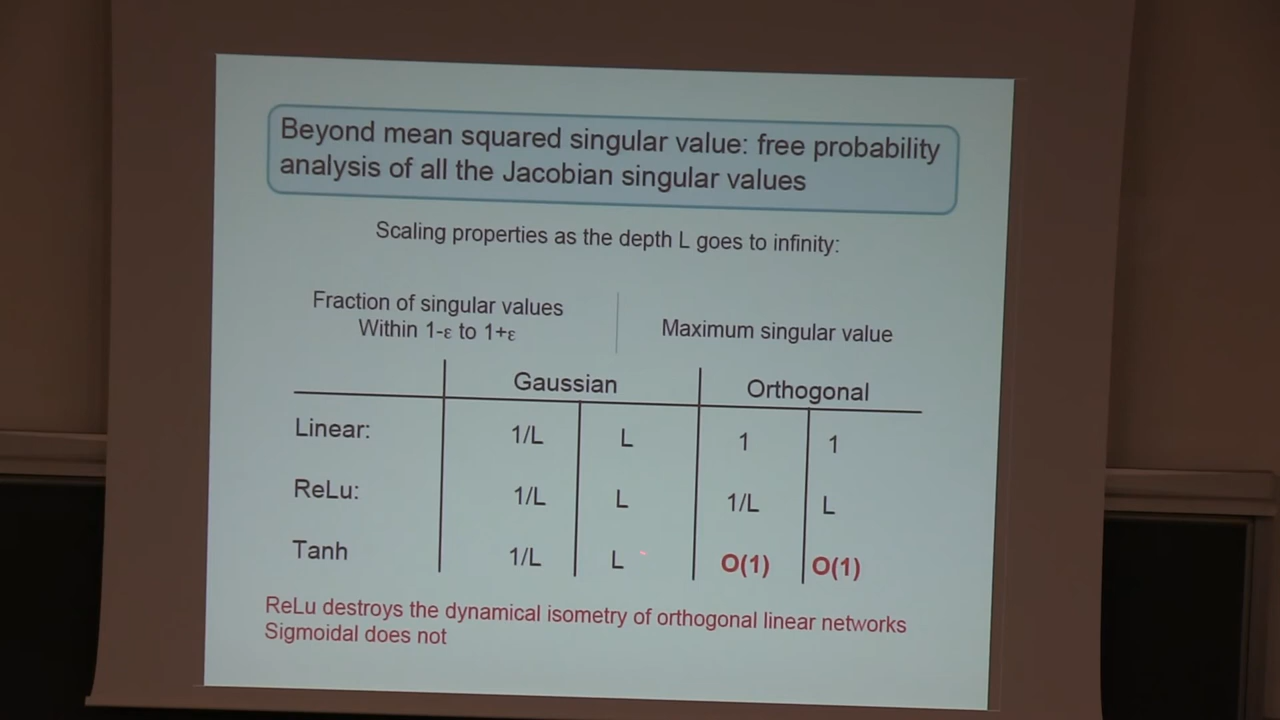 Beyond mean squared singular value: free probability
analysis of all the Jacobian singular values
Scaling properties as the depth L goes to infinity:
Fraction of singular values
Within 1-ε to 1+ε
Maximum singular value
Gaussian Orthogonal
Linear: 1/L L 1 1
ReLu: 1/L L 1/L L
Tanh 1/L L O(1) O(1)
ReLu destroys the dynamical isometry of orthogonal linear networks
Sigmoidal does not